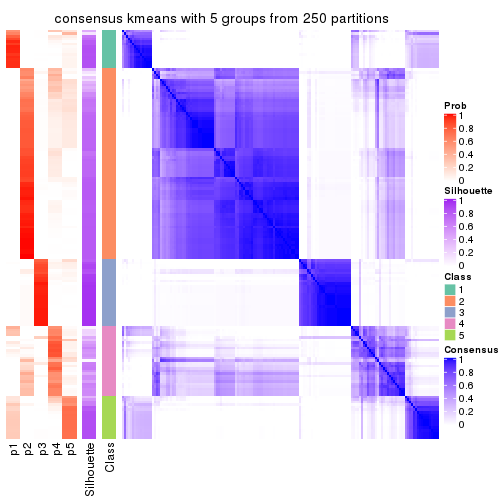 consensus kmeans with 5 groups from 250 partitions
Prob
1
0.8
0.6
0.4
0.2
0
Silhouette
1
0.8
0.6
0.4
0.2
0
Class
1
2
3
4
5
Consensus
1
0.8
0.6
0.4
0.2
0
p1
p2
p3
p4
p5
Silhouette
Class